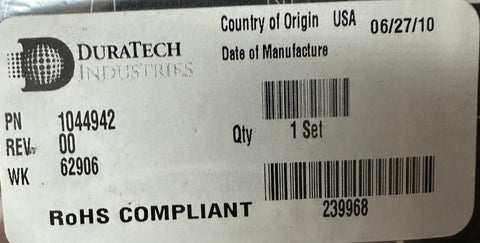 DURATECH
INDUSTRIES
Country of Origin USA 06/27/10
Date of Manufacture
PN 1044942
REV. 00
WK 62906
Qty 1 Set
RoHS COMPLIANT
239968